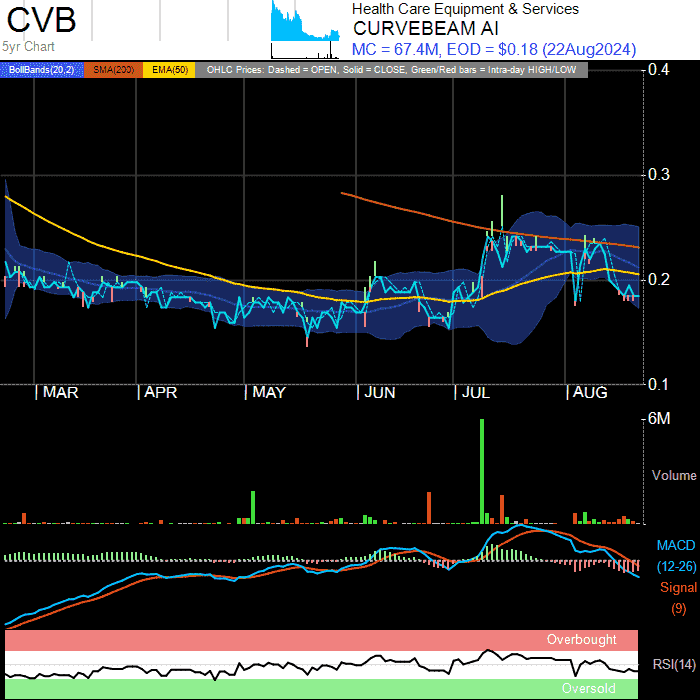 CVB
5yr Chart
Health Care Equipment & Services
CURVEBEAM AI
MC = 67.4M, EOD = $0.18 (22Aug2024)
BollBands(20,2) SMA(200) EMA(50) OHLC Prices: Dashed = OPEN, Solid = CLOSE, Green/Red bars = Intra-day HIGH/LOW
0.4
0.3
0.2
0.1
MAR APR MAY JUN JUL AUG
6M
Volume
MACD
(12-26)
Signal
(9)
Overbought
RSI(14)
Oversold